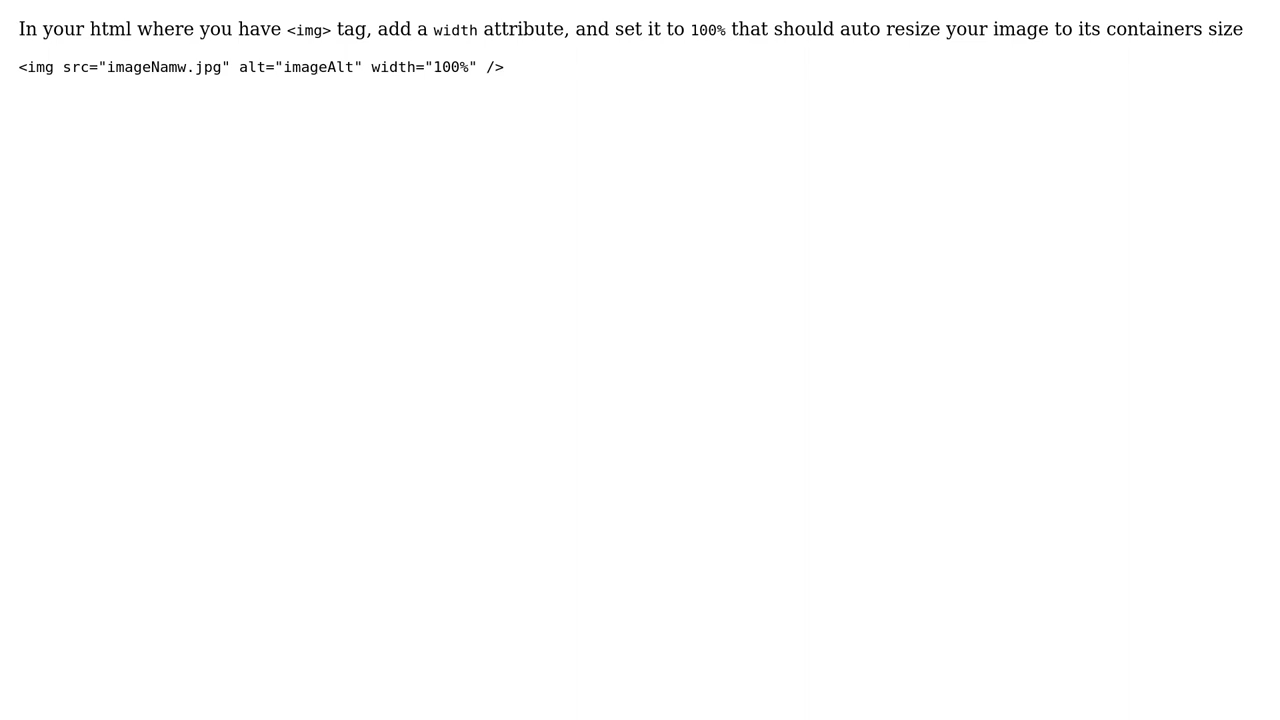 In your html where you have <img> tag, add a width attribute, and set it to 100% that should auto resize your image to its containers size
<img src="imageNamw.jpg" alt="imageAlt" width="100%" />